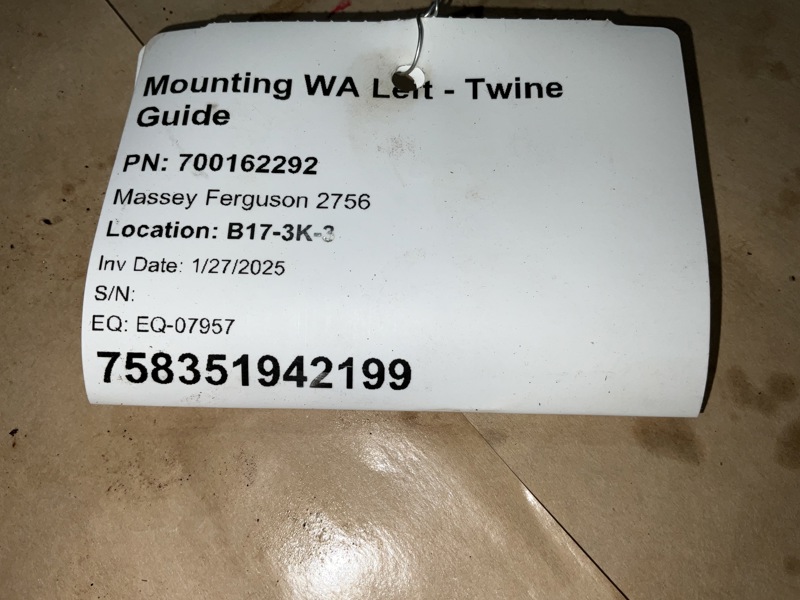 Mounting WA Left - Twine
Guide
PN: 700162292
Massey Ferguson 2756
Location: B17-3K-3
Inv Date: 1/27/2025
S/N:
EQ: EQ-07957
758351942199